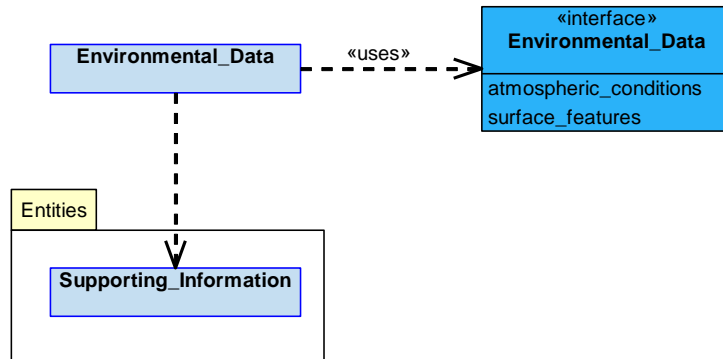 «interface»
Environmental_Data
Environmental_Data
«uses»
atmospheric_conditions
surface_features
Entities
Supporting_Information